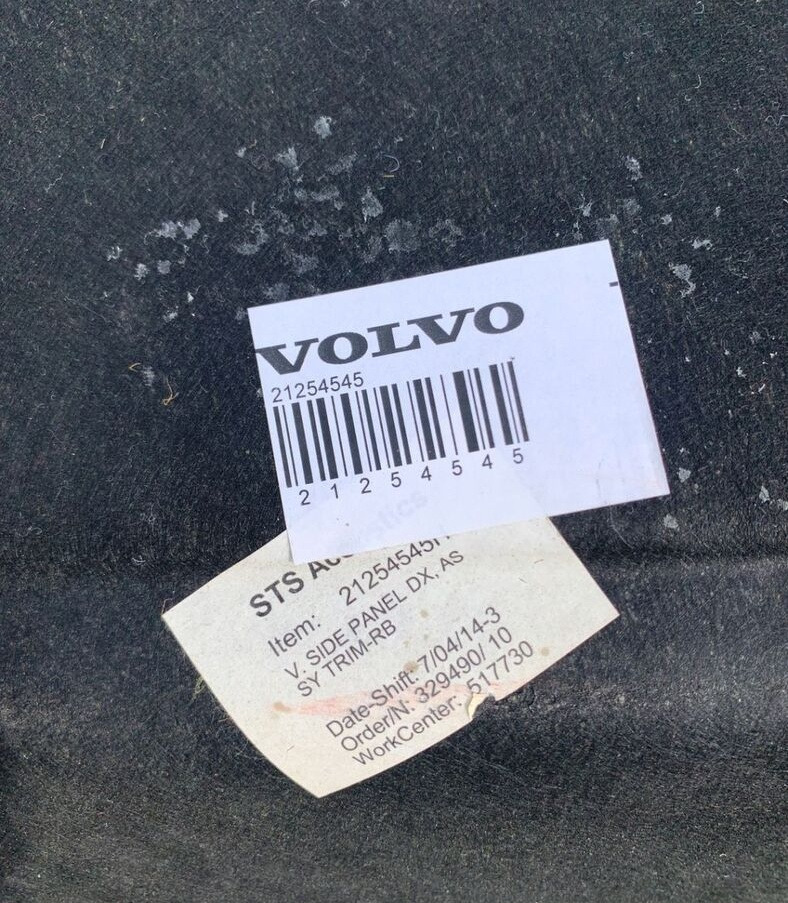 VOLVO
21254545
2 1 2 5 4 5 4 5
STS
Item: 21254545
V. SIDE PANEL DX, AS
SY TRIM-RB
Date-Shift: 7/04/14-3
Order/N: 329490/ 10
WorkCenter: 517730